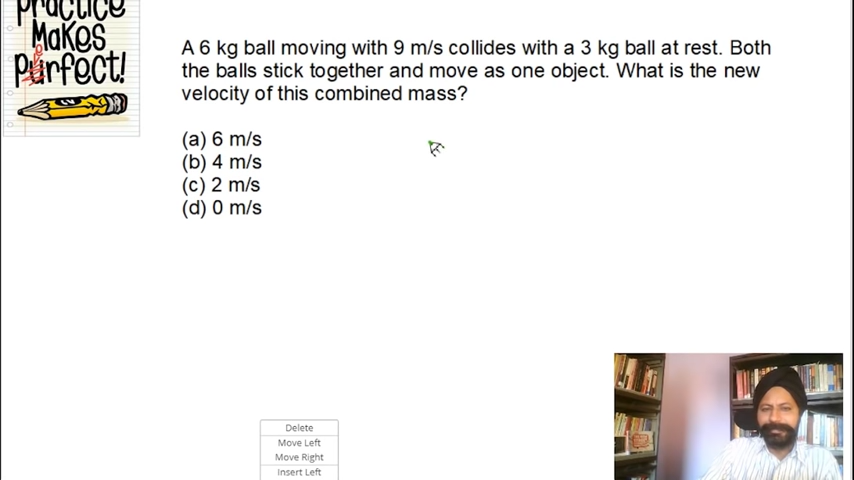 practice
Makes
Purfect!
A 6 kg ball moving with 9 m/s collides with a 3 kg ball at rest. Both
the balls stick together and move as one object. What is the new
velocity of this combined mass?
(a) 6 m/s
(b) 4 m/s
(c) 2 m/s
(d) 0 m/s
Delete
Move Left
Move Right
Insert Left